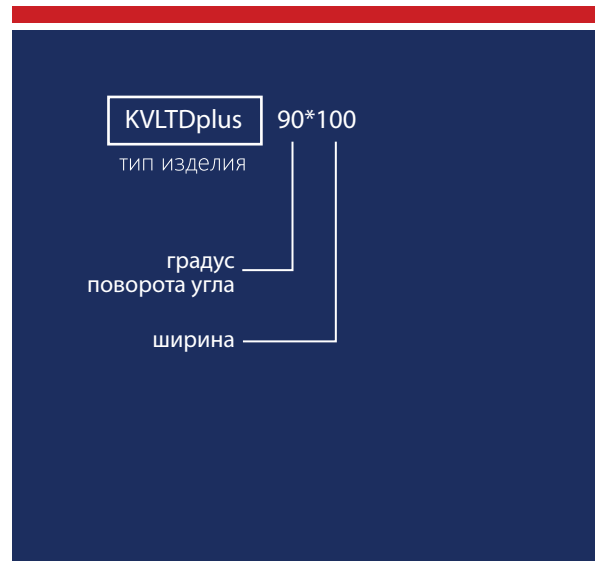 KVLTDplus 90*100
тип изделия
градус
поворота угла
ширина